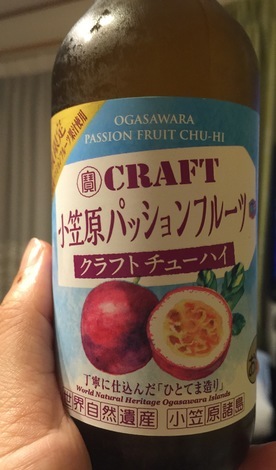 OGASAWARA
PASSION FRUIT CHU-HI
寳 CRAFT
小笠原パッションフルーツ
クラフトチューハイ
丁寧に仕込んだ「ひとてま造り」
World Natural Heritage Ogasawara Islands
世界自然遺産 小笠原諸島